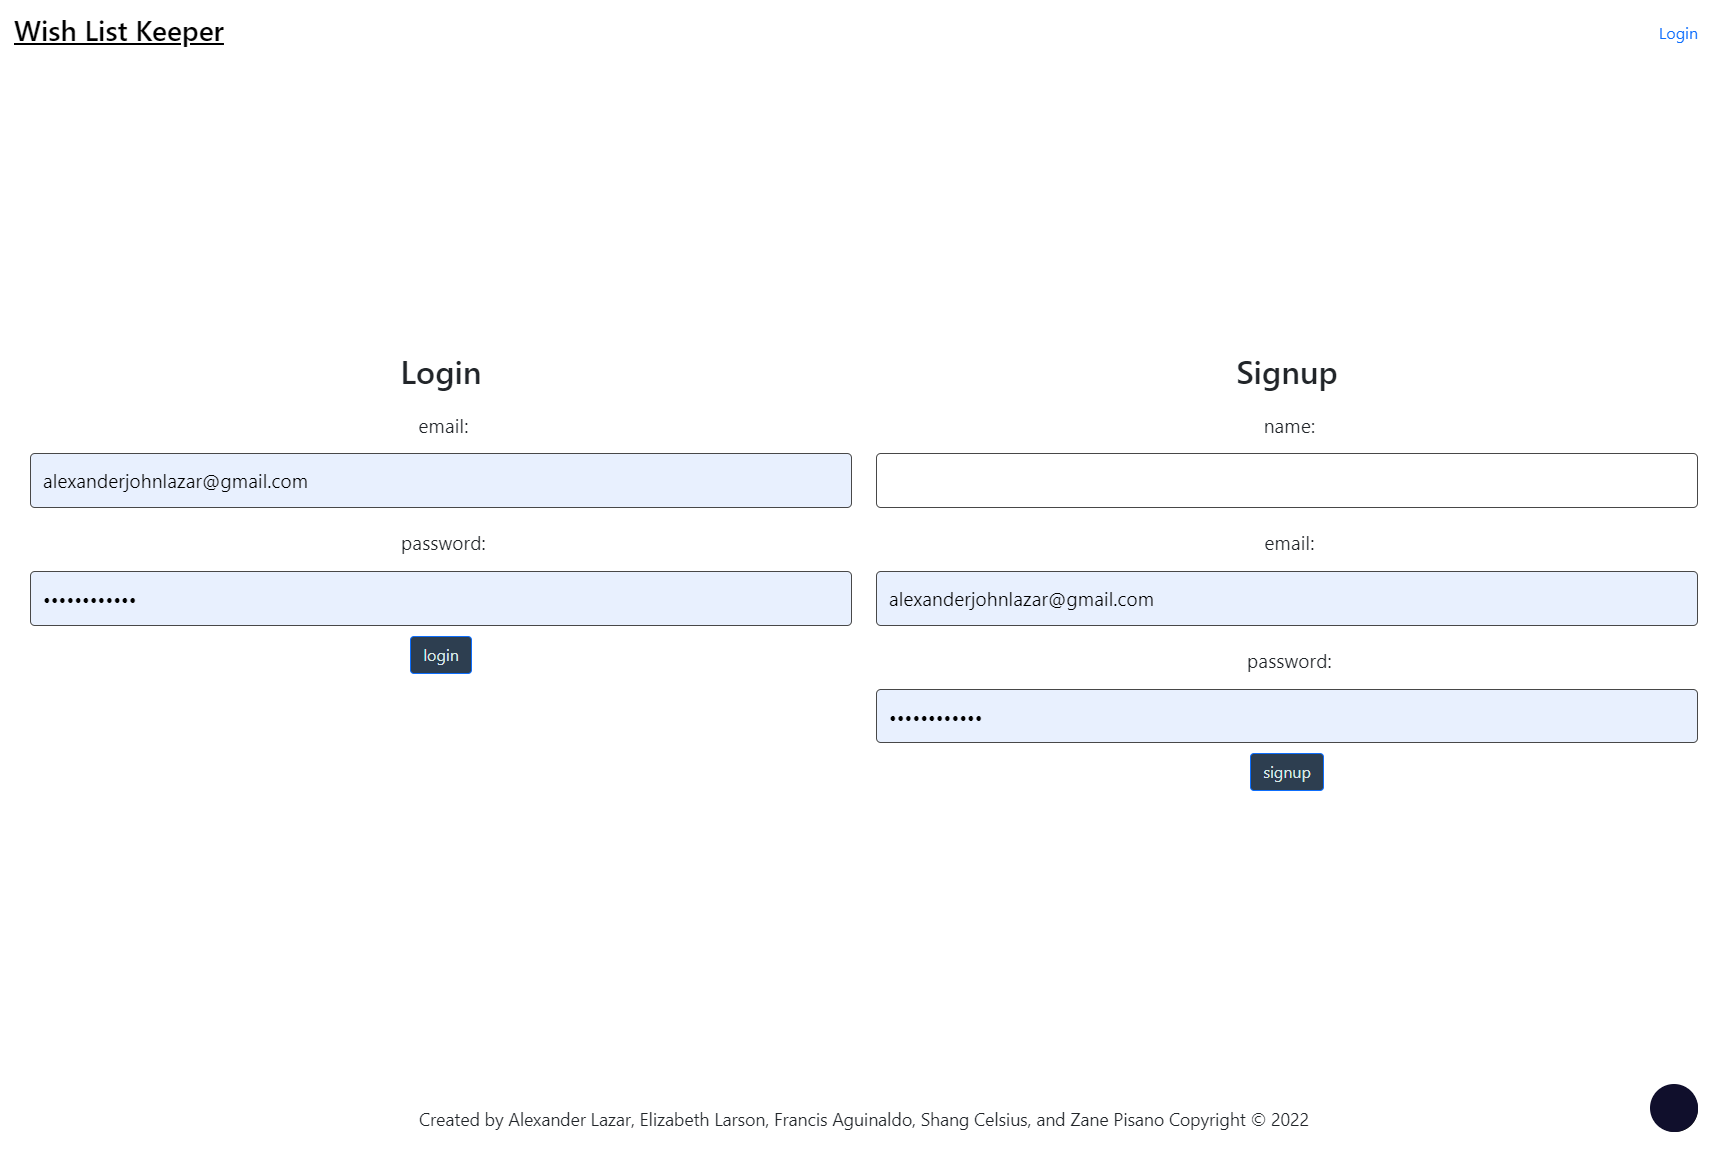 Wish List Keeper
Login
Login
email:
alexanderjohnlazar@gmail.com
password:
••••••••••••
login
Signup
name:
email:
alexanderjohnlazar@gmail.com
password:
••••••••••••
signup
Created by Alexander Lazar, Elizabeth Larson, Francis Aguinaldo, Shang Celsius, and Zane Pisano Copyright © 2022